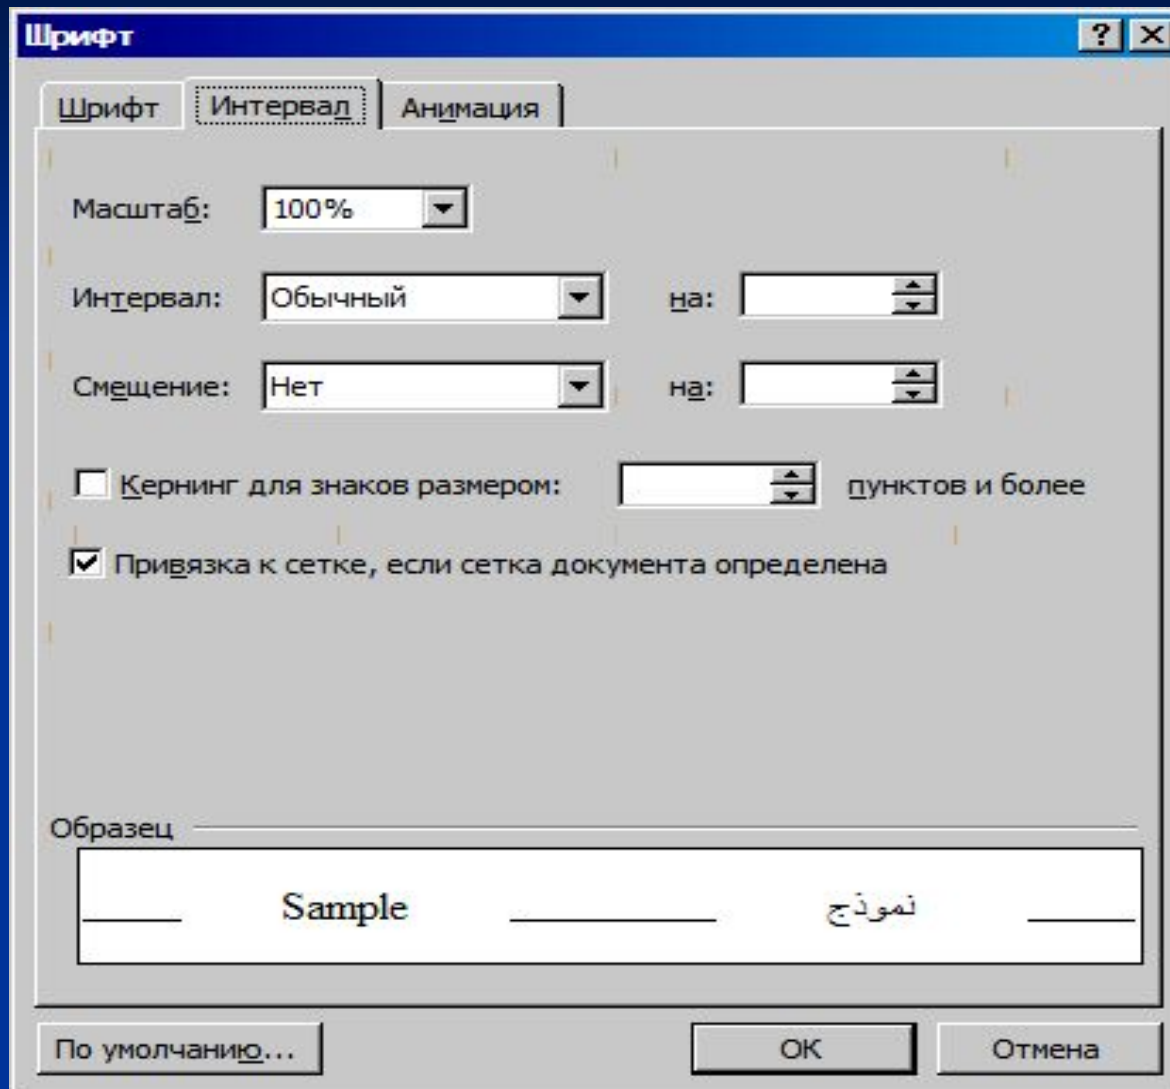 Шрифт
Шрифт Интервал Анимация
Масштаб: 100%
Интервал: Обычный на:
Смещение: Нет на:
Кернинг для знаков размером: пунктов и более
Привязка к сетке, если сетка документа определена
Образец
Sample نموذج
По умолчанию... ОК Отмена